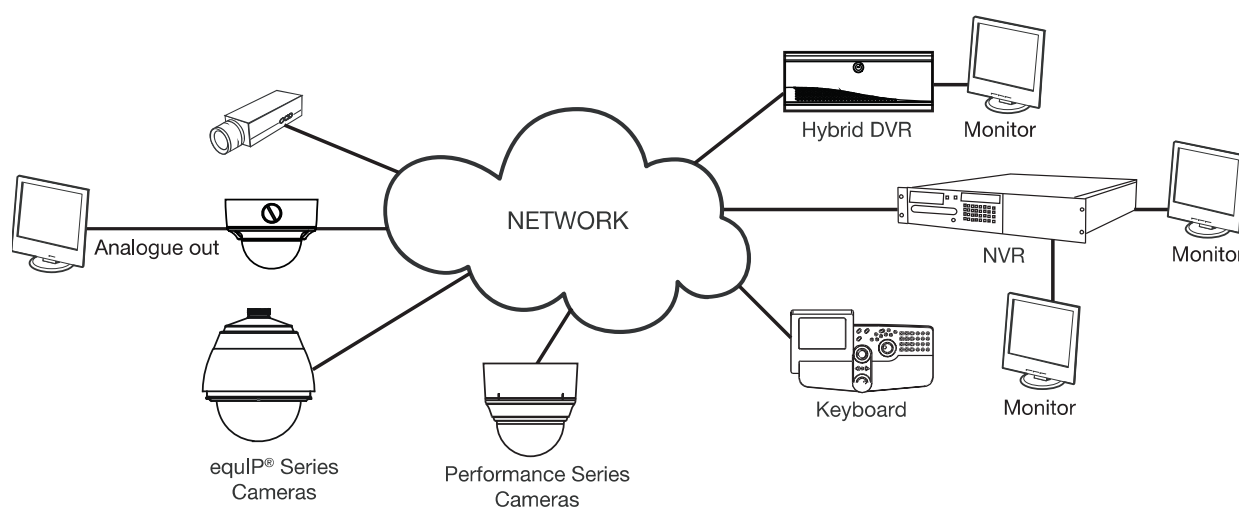 Hybrid DVR
Monitor
NETWORK
Analogue out
NVR
Monitor
Keyboard
Monitor
equIP® Series
Cameras
Performance Series
Cameras